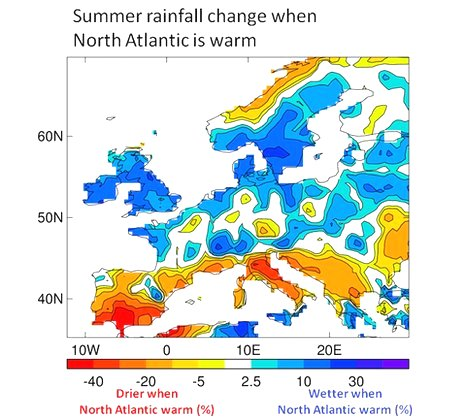 Summer rainfall change when
North Atlantic is warm
60N
50N
40N
10W 0 10E 20E
-40 -20 -5 2.5 10 30
Drier when Wetter when
North Atlantic warm (%) North Atlantic warm (%)